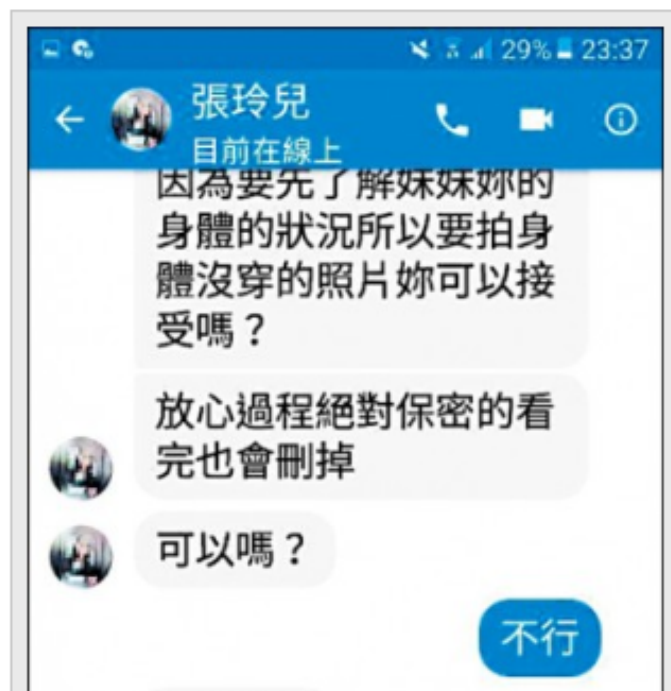 29% 23:37
張玲兒
目前在線上
因為要先了解妹妹妳的
身體的狀況所以要拍身
體沒穿的照片妳可以接
受嗎？
放心過程絕對保密的看
完也會刪掉
可以嗎？
不行